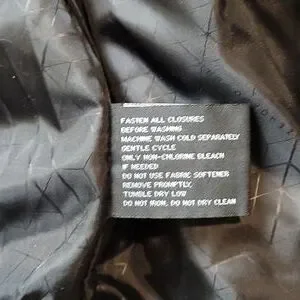 FASTEN ALL CLOSURES
BEFORE WASHING
MACHINE WASH COLD SEPARATELY
GENTLE CYCLE
ONLY NON-CHLORINE BLEACH
IF NEEDED
DO NOT USE FABRIC SOFTENER
REMOVE PROMPTLY,
TUMBLE DRY LOW
DO NOT IRON, DO NOT DRY CLEAN